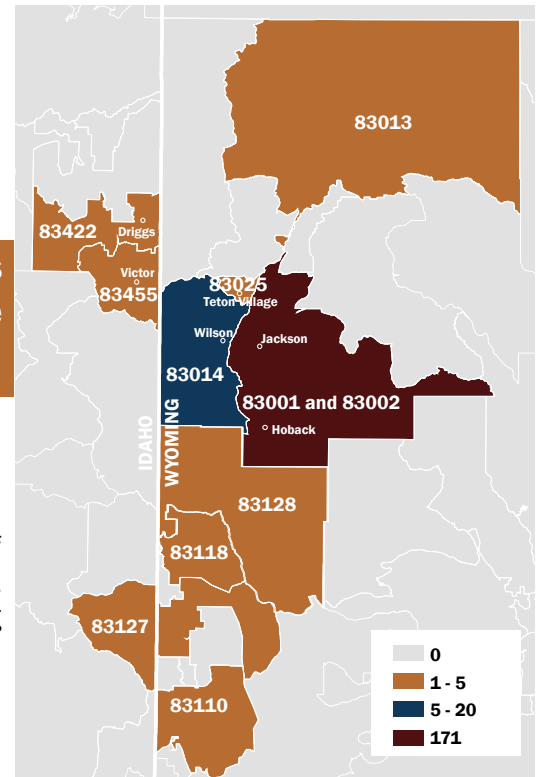 83013
83422
Driggs
Victor
83455
83025
Teton Village
Wilson
Jackson
83014
83001 and 83002
Hoback
IDAHO
WYOMING
83128
83118
83127
83110
0
1 - 5
5 - 20
171